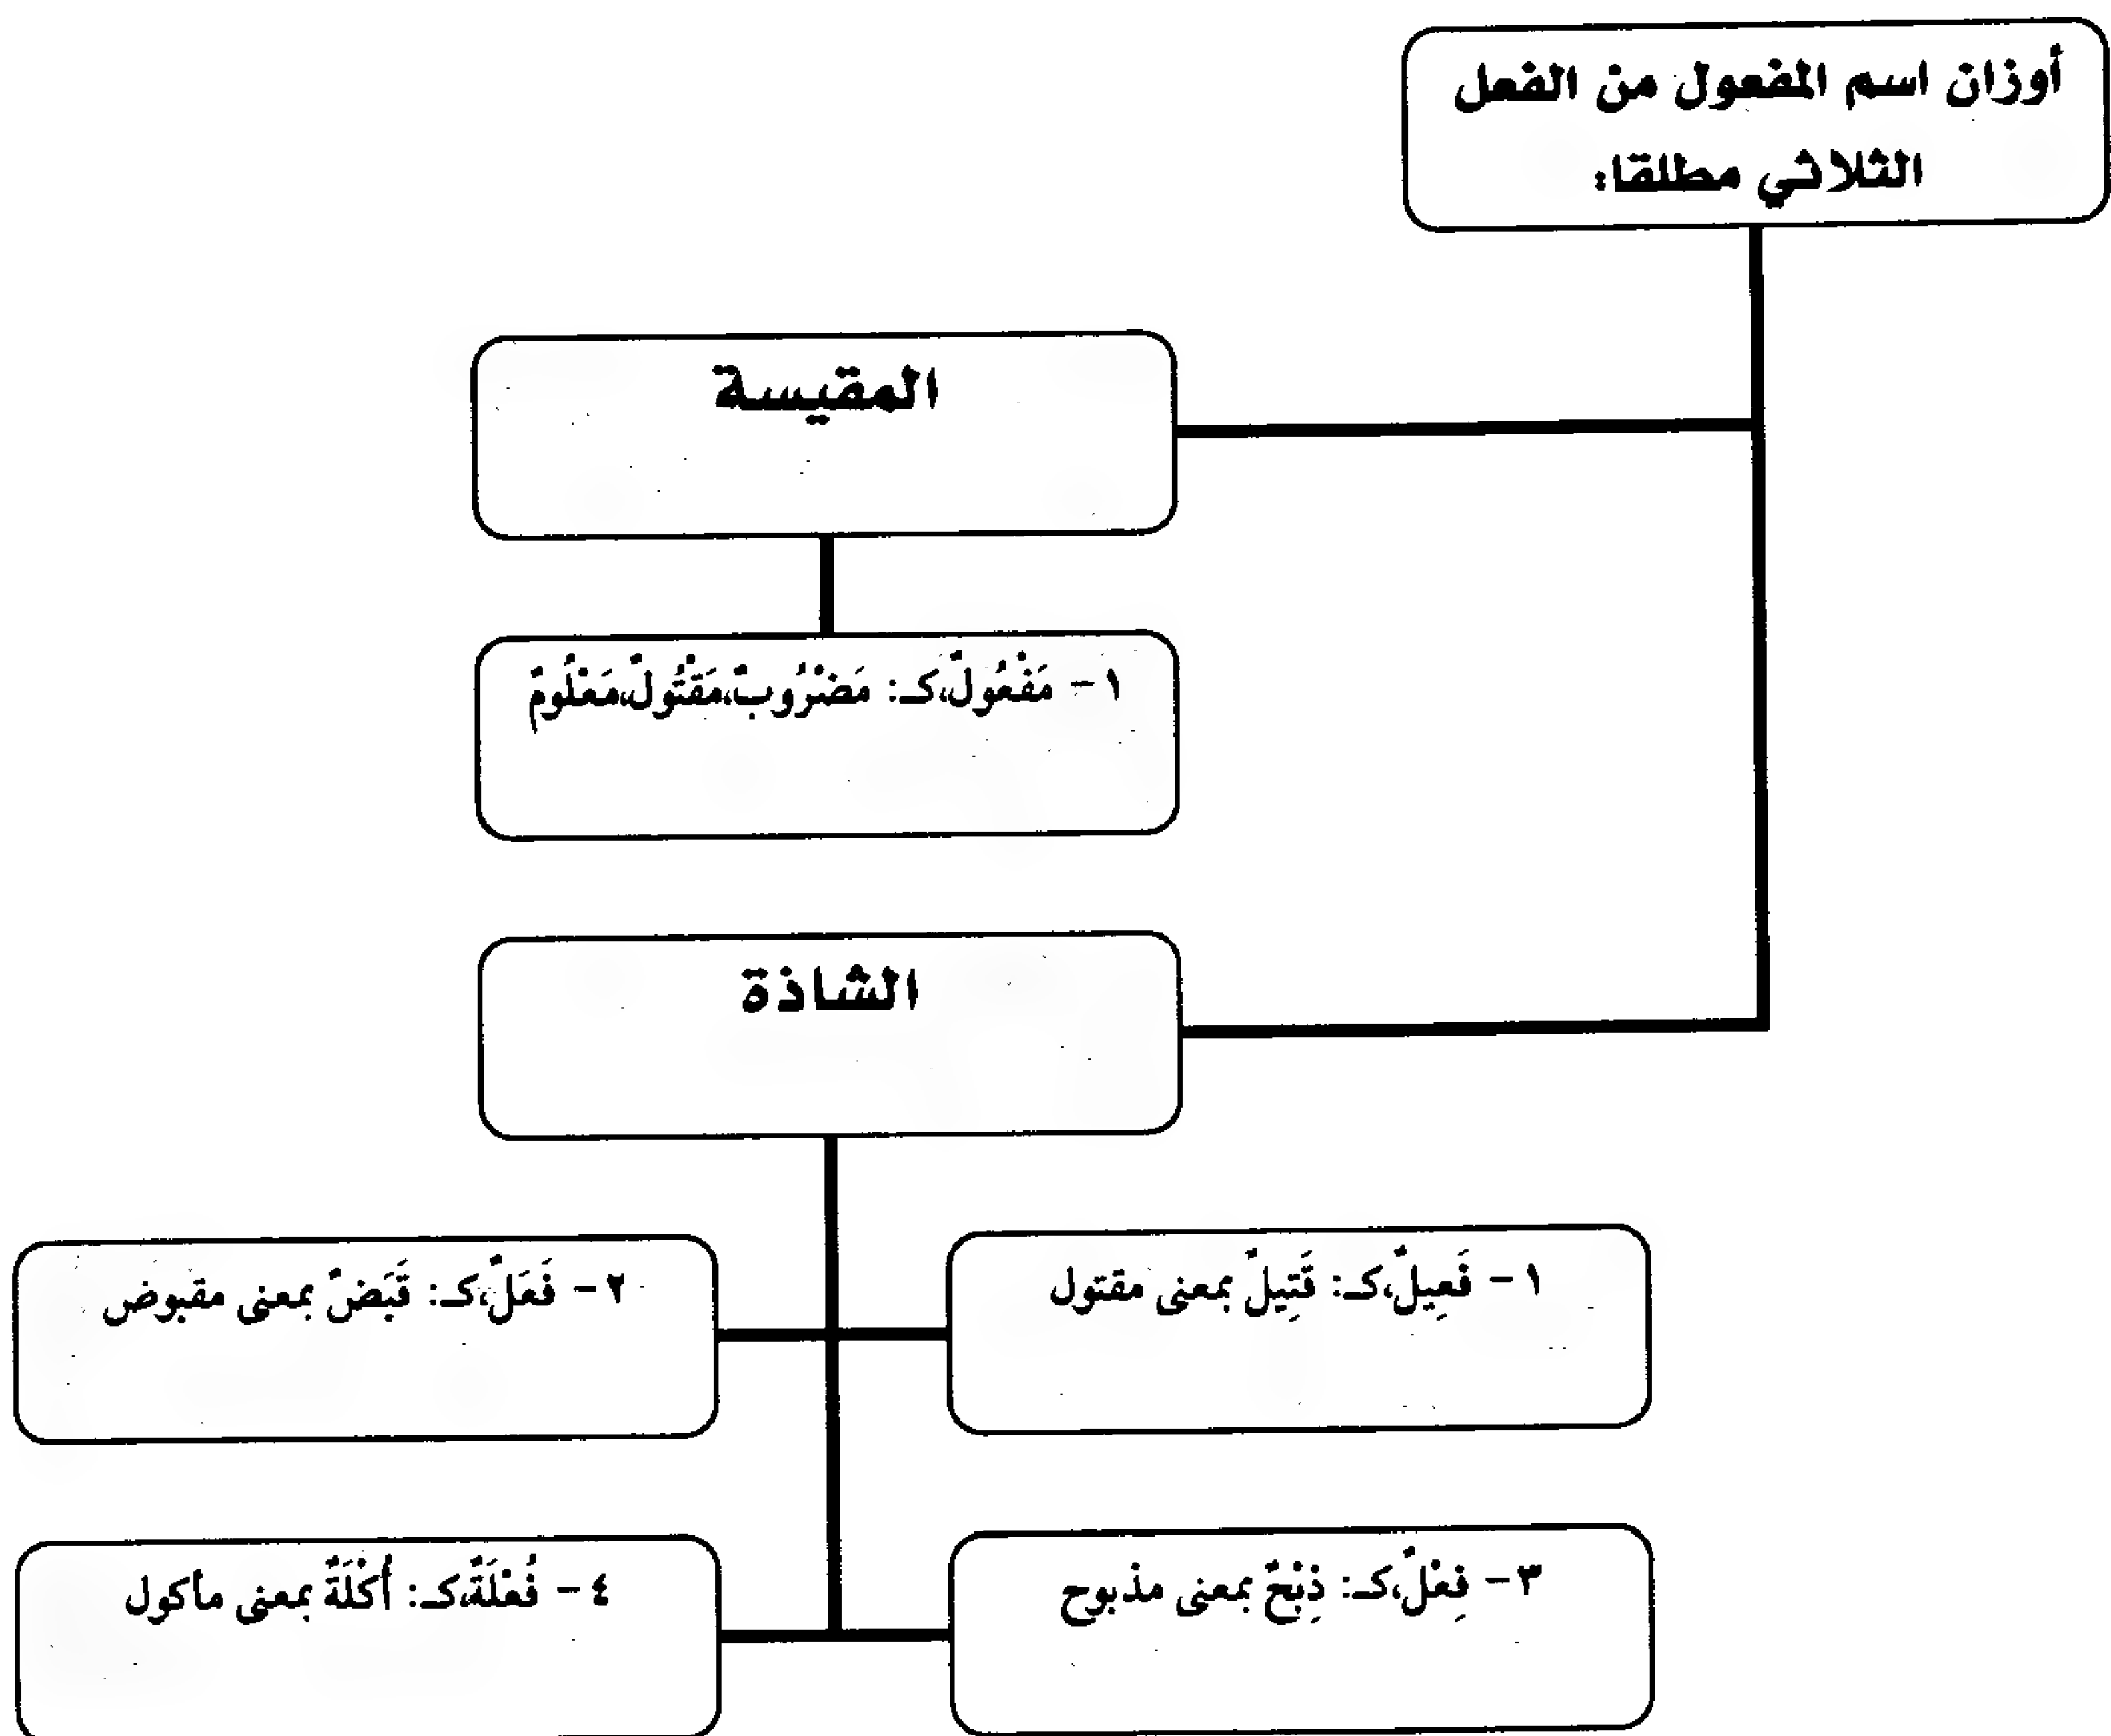 أوزان اسم المفعول من الفعل
الثلاثي مطلقا:
المقيسة
١- مَفْعُولٌ،كـ: مَضْرُوبٌ،مَقْتُولٌ،مَعْلُومٌ
الشاذة
١- فَعِيلٌ،كـ: قَتِيلٌ بمعنى مقتول
٢- فَعَلٌ،كـ: قَبَضٌ بمعنى مقبوض
٣- فِعْلٌ،كـ: ذِبْحٌ بمعنى مذبوح
٤- فُعْلَةٌ،كـ: أُكْلَةٌ بمعنى مأكول